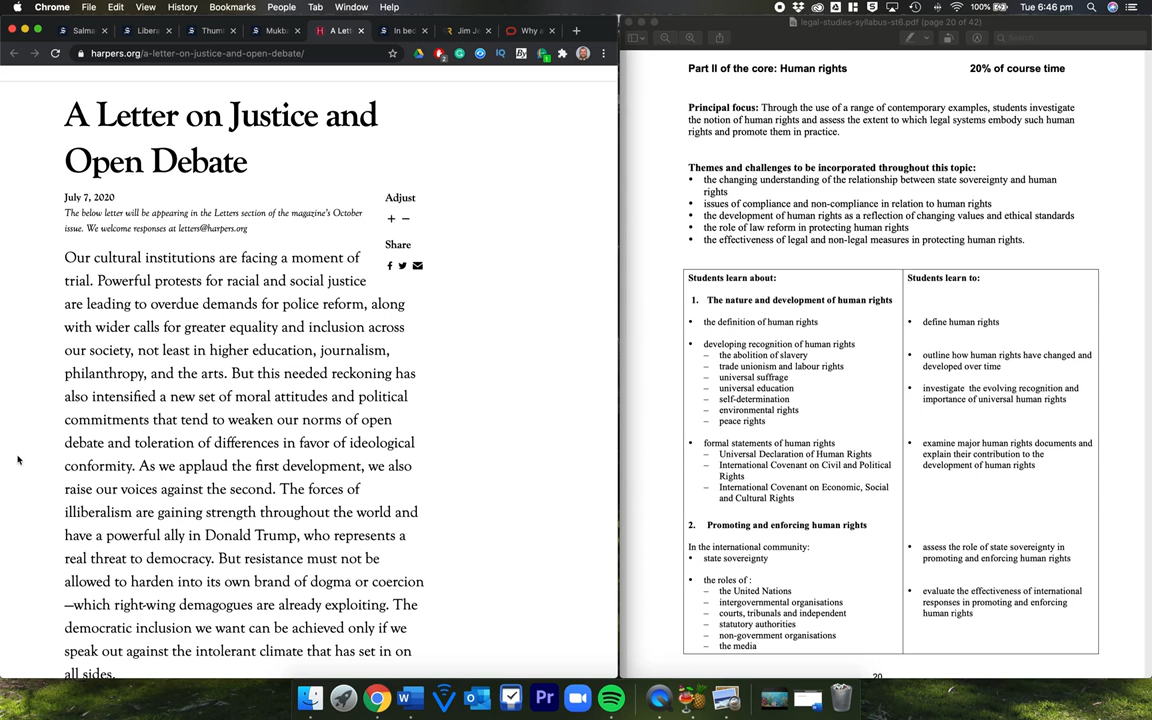 Chrome File Edit View History Bookmarks People Tab Window Help 100% Tue 6:46 pm
Salma Libera Thum Mukba A Lett In bed Jim Je Why a
legal-studies-syllabus-st6.pdf (page 20 of 42)
harpers.org/a-letter-on-justice-and-open-debate/
Search
A Letter on Justice and
Open Debate
July 7, 2020
The below letter will be appearing in the Letters section of the magazine's October
issue. We welcome responses at letters@harpers.org
Adjust
+ −
Share
Our cultural institutions are facing a moment of
trial. Powerful protests for racial and social justice
are leading to overdue demands for police reform, along
with wider calls for greater equality and inclusion across
our society, not least in higher education, journalism,
philanthropy, and the arts. But this needed reckoning has
also intensified a new set of moral attitudes and political
commitments that tend to weaken our norms of open
debate and toleration of differences in favor of ideological
conformity. As we applaud the first development, we also
raise our voices against the second. The forces of
illiberalism are gaining strength throughout the world and
have a powerful ally in Donald Trump, who represents a
real threat to democracy. But resistance must not be
allowed to harden into its own brand of dogma or coercion
—which right-wing demagogues are already exploiting. The
democratic inclusion we want can be achieved only if we
speak out against the intolerant climate that has set in on
all sides.
Part II of the core: Human rights 20% of course time
Principal focus: Through the use of a range of contemporary examples, students investigate
the notion of human rights and assess the extent to which legal systems embody such human
rights and promote them in practice.
Themes and challenges to be incorporated throughout this topic:
• the changing understanding of the relationship between state sovereignty and human
rights
• issues of compliance and non-compliance in relation to human rights
• the development of human rights as a reflection of changing values and ethical standards
• the role of law reform in protecting human rights
• the effectiveness of legal and non-legal measures in protecting human rights.
Students learn about: Students learn to:
1. The nature and development of human rights
• the definition of human rights • define human rights
• developing recognition of human rights
– the abolition of slavery • outline how human rights have changed and
– trade unionism and labour rights developed over time
– universal suffrage
– universal education • investigate the evolving recognition and
– self-determination importance of universal human rights
– environmental rights
– peace rights
• formal statements of human rights • examine major human rights documents and
– Universal Declaration of Human Rights explain their contribution to the
– International Covenant on Civil and Political development of human rights
Rights
– International Covenant on Economic, Social
and Cultural Rights
2. Promoting and enforcing human rights
In the international community: • assess the role of state sovereignty in
• state sovereignty promoting and enforcing human rights
• the roles of :
– the United Nations • evaluate the effectiveness of international
– intergovernmental organisations responses in promoting and enforcing
– courts, tribunals and independent human rights
– statutory authorities
– non-government organisations
– the media
20